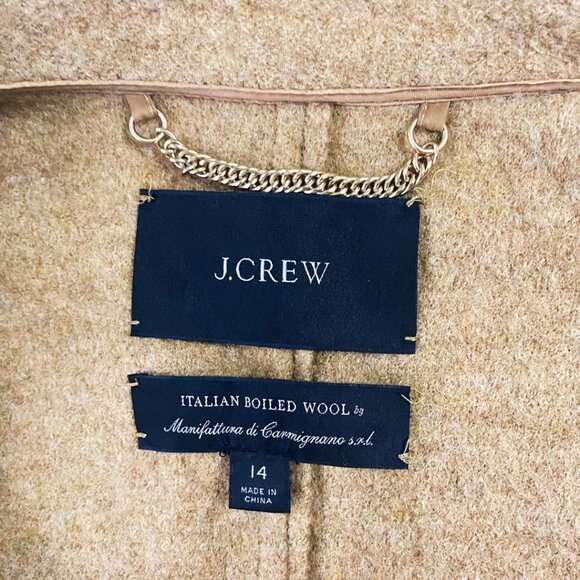 J.CREW
ITALIAN BOILED WOOL by
Manifattura di Carmignano s.r.l.
14
MADE IN
CHINA